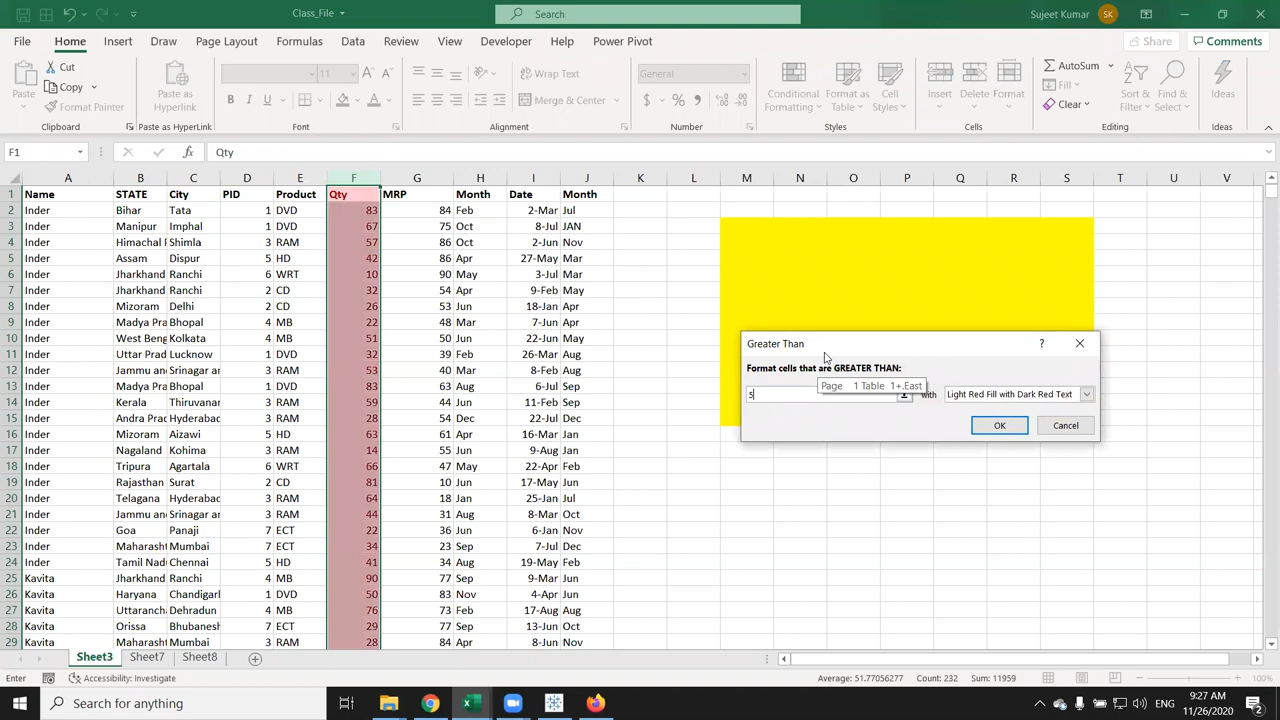 Class_File
Search
Sujeet Kumar SK
File Home Insert Draw Page Layout Formulas Data Review View Developer Help Power Pivot Share Comments
Paste Cut Copy Format Painter Paste as Hyperlink 11 B I U Wrap Text Merge & Center General $ % Conditional Formatting Format as Table Cell Styles Insert Delete Format AutoSum Fill Clear Sort & Filter Find & Select Ideas
Clipboard Paste as HyperLink Font Alignment Number Styles Cells Editing Ideas
F1 fx Qty
A B C D E F G H I J K L M N O P Q R S T U V
1 Name STATE City PID Product Qty MRP Month Date Month
2 Inder Bihar Tata 1 DVD 83 84 Feb 2-Mar Jul
3 Inder Manipur Imphal 1 DVD 67 75 Oct 8-Jul JAN
4 Inder Himachal Shimla 3 RAM 57 86 Oct 2-Jun Nov
5 Inder Assam Dispur 5 HD 42 86 Apr 27-May Mar
6 Inder Jharkhand Ranchi 6 WRT 10 90 May 3-Jul Mar
7 Inder Jharkhand Ranchi 2 CD 32 54 Apr 9-Feb May
8 Inder Mizoram Delhi 2 CD 26 53 Jun 18-Jan Apr
9 Inder Madya Pra Bhopal 4 MB 22 48 Mar 7-Jun Apr
10 Inder West Beng Kolkata 4 MB 51 50 Jun 22-Jun Oct
11 Inder Uttar Prad Lucknow 1 DVD 32 39 Feb 26-Mar Aug
12 Inder Jammu and Srinagar an 4 RAM 53 40 Mar 8-Feb Aug
13 Inder Madya Pra Bhopal 1 DVD 83 63 Aug 6-Jul Sep
14 Inder Kerala Thiruvanan 3 RAM 59 44 Jun 11-Feb Sep
15 Inder Andra Prad Hyderabad 3 RAM 28 54 Dec 22-Mar Oct
16 Inder Mizoram Aizawi 5 HD 63 61 Apr 16-Mar Jan
17 Inder Nagaland Kohima 3 RAM 14 55 Jun 9-Aug Jan
18 Inder Tripura Agartala 6 WRT 66 47 May 22-Apr Feb
19 Inder Rajasthan Surat 2 CD 81 10 Jun 17-May Jun
20 Inder Telagana Hyderabad 3 RAM 64 18 Jan 25-Jan Jul
21 Inder Jammu and Srinagar an 3 RAM 44 31 Aug 8-Mar Oct
22 Inder Goa Panaji 7 ECT 22 36 Jun 6-Jan Nov
23 Inder Maharasht Mumbai 7 ECT 34 23 Sep 7-Jul Dec
24 Inder Tamil Nadu Chennai 5 HD 41 34 Aug 19-May Feb
25 Kavita Jharkhand Ranchi 4 MB 90 77 Sep 9-Mar Jun
26 Kavita Haryana Chandigarh 1 DVD 50 83 Nov 4-Apr Jun
27 Kavita Uttaranch Dehradun 4 MB 76 73 Feb 17-Aug Aug
28 Kavita Orissa Bhubanesh 7 ECT 29 77 Sep 13-Jun Oct
29 Kavita Maharasht Mumbai 3 RAM 28 84 Apr 8-Jun Nov
Greater Than ?
Format cells that are GREATER THAN:
Page 1 Table 1+.East
5 with Light Red Fill with Dark Red Text
OK Cancel
Sheet3 Sheet7 Sheet8
Enter Accessibility: Investigate Average: 51.77056277 Count: 232 Sum: 11959 100%
Type here to search ENG 9:27 AM
11/26/2020